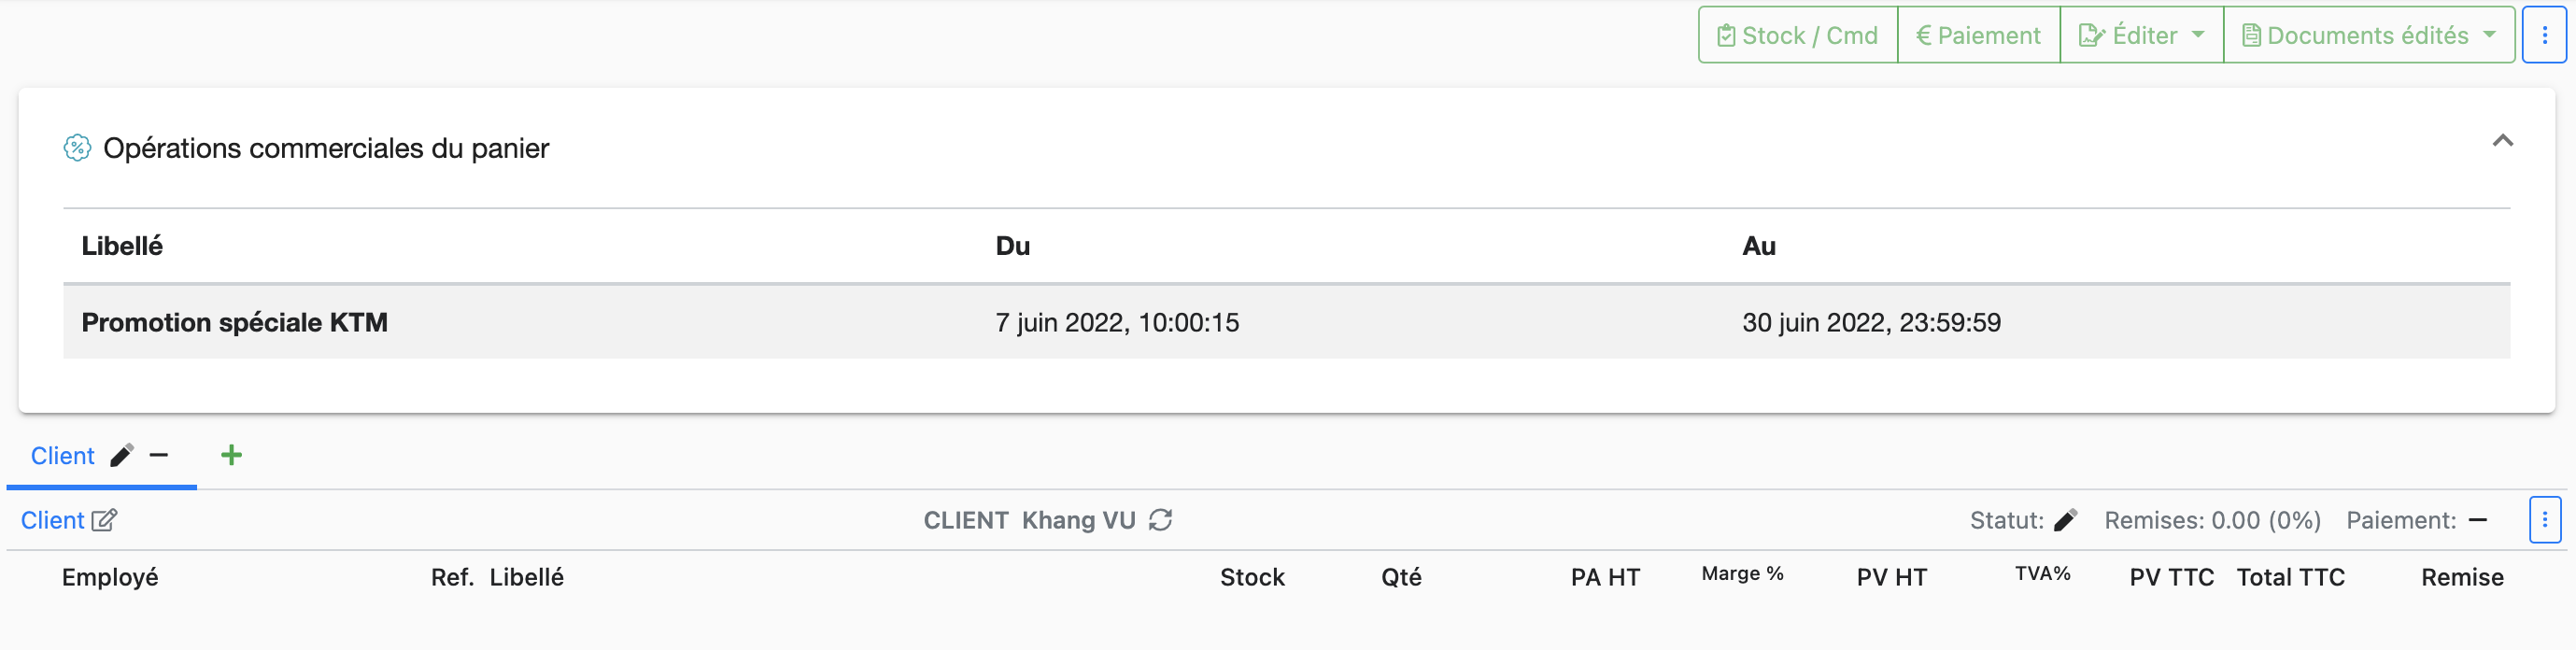 Stock / Cmd € Paiement Éditer Documents édités
Opérations commerciales du panier
Libellé Du Au
Promotion spéciale KTM 7 juin 2022, 10:00:15 30 juin 2022, 23:59:59
Client
Client CLIENT Khang VU Statut: Remises: 0.00 (0%) Paiement: –
Employé Ref. Libellé Stock Qté PA HT Marge % PV HT TVA% PV TTC Total TTC Remise